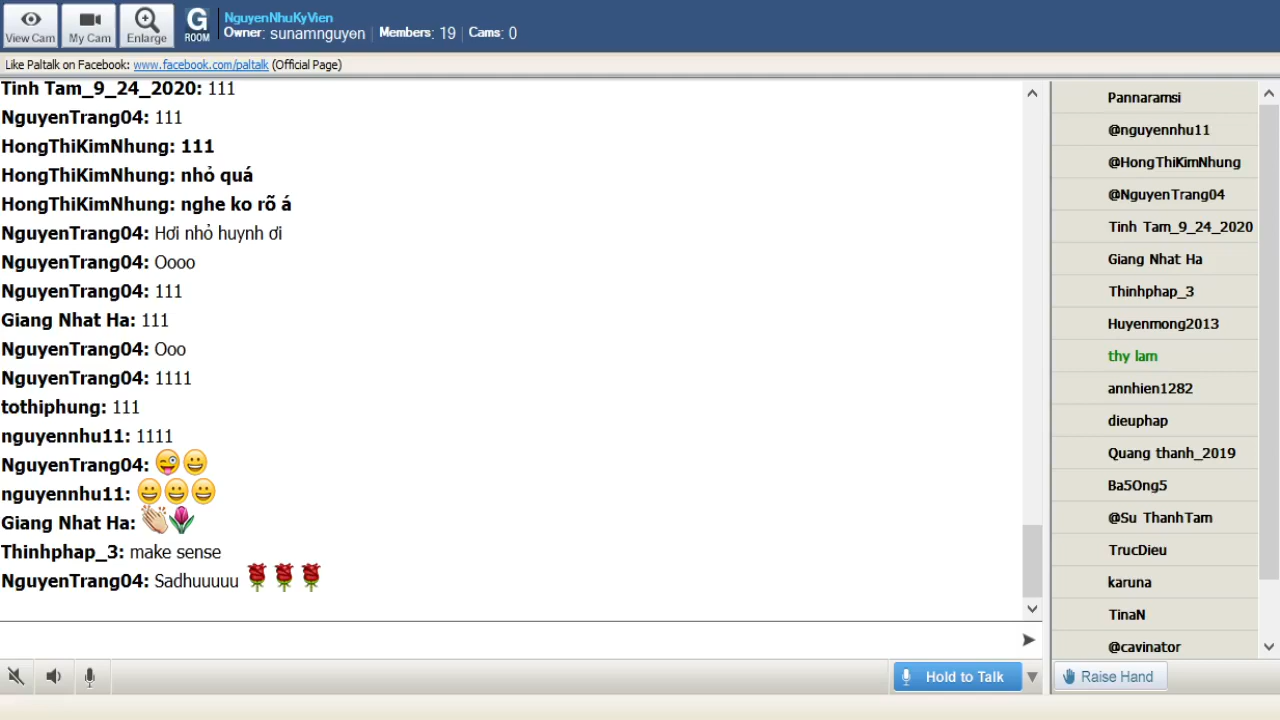 View Cam
My Cam
Enlarge
G
ROOM
NguyenNhuKyVien
Owner: sunamnguyen | Members: 19 | Cams: 0
Like Paltalk on Facebook: www.facebook.com/paltalk (Official Page)
Tinh Tam_9_24_2020: 111
NguyenTrang04: 111
HongThiKimNhung: 111
HongThiKimNhung: nhỏ quá
HongThiKimNhung: nghe ko rõ á
NguyenTrang04: Hơi nhỏ huynh ơi
NguyenTrang04: Oooo
NguyenTrang04: 111
Giang Nhat Ha: 111
NguyenTrang04: Ooo
NguyenTrang04: 1111
tothiphung: 111
nguyennhu11: 1111
NguyenTrang04: 😜😀
nguyennhu11: 😀😀😀
Giang Nhat Ha: 👏🌷
Thinhphap_3: make sense
NguyenTrang04: Sadhuuuuu 🌹🌹🌹
Pannaramsi
@nguyennhu11
@HongThiKimNhung
@NguyenTrang04
Tinh Tam_9_24_2020
Giang Nhat Ha
Thinhphap_3
Huyenmong2013
thy lam
annhien1282
dieuphap
Quang thanh_2019
Ba5Ong5
@Su ThanhTam
TrucDieu
karuna
TinaN
@cavinator
Hold to Talk
Raise Hand